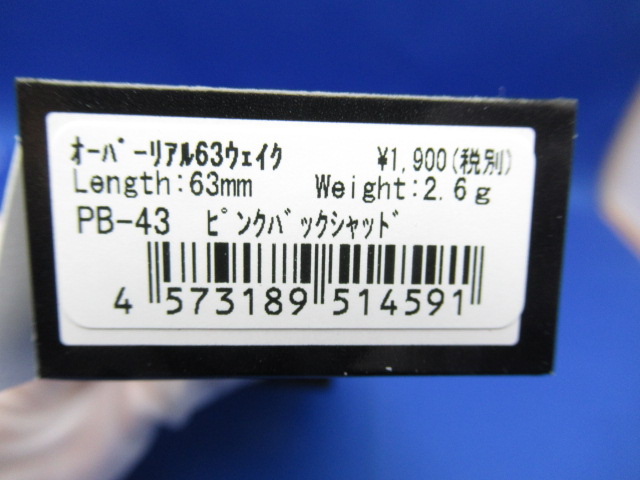 ｵｰﾊﾞｰﾘｱﾙ63ｳｪｲｸ ¥1,900(税別)
Length:63mm Weight:2.6g
PB-43 ﾋﾟﾝｸﾊﾞｯｸｼｬｯﾄﾞ
4 573189 514591